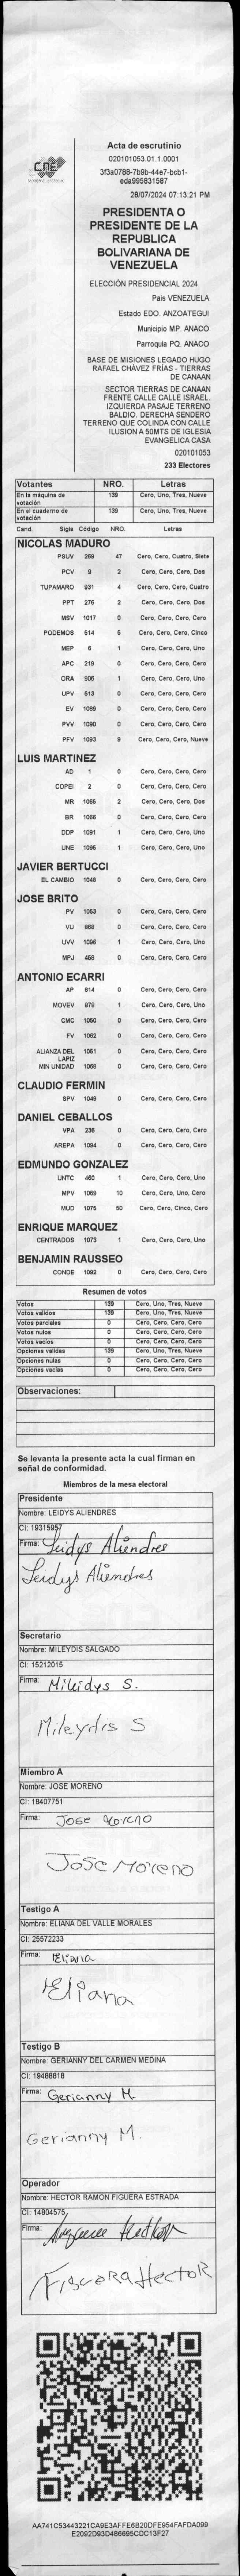 CNE
Acta de escrutinio
020101053.01.1.0001
3f3a0788-7b9b-44e7-bcb1-
eda995831587
28/07/2024 07:13:21 PM
PRESIDENTA O
PRESIDENTE DE LA
REPUBLICA
BOLIVARIANA DE
VENEZUELA
ELECCIÓN PRESIDENCIAL 2024
Pais VENEZUELA
Estado EDO. ANZOATEGUI
Municipio MP. ANACO
Parroquia PQ. ANACO
BASE DE MISIONES LEGADO HUGO
RAFAEL CHÁVEZ FRÍAS - TIERRAS
DE CANAAN
SECTOR TIERRAS DE CANAAN
FRENTE CALLE CALLE ISRAEL.
IZQUIERDA PASAJE TERRENO
BALDIO. DERECHA SENDERO
TERRENO QUE COLINDA CON CALLE
ILUSION A 50MTS DE IGLESIA
EVANGELICA CASA
020101053
233 Electores
Votantes NRO. Letras
En la máquina de votación 139 Cero, Uno, Tres, Nueve
En el cuaderno de votación 139 Cero, Uno, Tres, Nueve
Cand. Sigla Código NRO. Letras
NICOLAS MADURO
PSUV 269 47 Cero, Cero, Cuatro, Siete
PCV 9 2 Cero, Cero, Cero, Dos
TUPAMARO 931 4 Cero, Cero, Cero, Cuatro
PPT 276 2 Cero, Cero, Cero, Dos
MSV 1017 0 Cero, Cero, Cero, Cero
PODEMOS 514 5 Cero, Cero, Cero, Cinco
MEP 6 1 Cero, Cero, Cero, Uno
APC 219 0 Cero, Cero, Cero, Cero
ORA 906 1 Cero, Cero, Cero, Uno
UPV 513 0 Cero, Cero, Cero, Cero
EV 1089 0 Cero, Cero, Cero, Cero
PVV 1090 0 Cero, Cero, Cero, Cero
PFV 1093 9 Cero, Cero, Cero, Nueve
LUIS MARTINEZ
AD 1 0 Cero, Cero, Cero, Cero
COPEI 2 0 Cero, Cero, Cero, Cero
MR 1065 2 Cero, Cero, Cero, Dos
BR 1066 0 Cero, Cero, Cero, Cero
DDP 1091 1 Cero, Cero, Cero, Uno
UNE 1095 1 Cero, Cero, Cero, Uno
JAVIER BERTUCCI
EL CAMBIO 1046 0 Cero, Cero, Cero, Cero
JOSE BRITO
PV 1053 0 Cero, Cero, Cero, Cero
VU 868 0 Cero, Cero, Cero, Cero
UVV 1096 1 Cero, Cero, Cero, Uno
MPJ 458 0 Cero, Cero, Cero, Cero
ANTONIO ECARRI
AP 814 0 Cero, Cero, Cero, Cero
MOVEV 978 1 Cero, Cero, Cero, Uno
CMC 1050 0 Cero, Cero, Cero, Cero
FV 1062 0 Cero, Cero, Cero, Cero
ALIANZA DEL LAPIZ 1051 0 Cero, Cero, Cero, Cero
MIN UNIDAD 1068 0 Cero, Cero, Cero, Cero
CLAUDIO FERMIN
SPV 1049 0 Cero, Cero, Cero, Cero
DANIEL CEBALLOS
VPA 236 0 Cero, Cero, Cero, Cero
AREPA 1094 0 Cero, Cero, Cero, Cero
EDMUNDO GONZALEZ
UNTC 460 1 Cero, Cero, Cero, Uno
MPV 1069 10 Cero, Cero, Uno, Cero
MUD 1075 50 Cero, Cero, Cinco, Cero
ENRIQUE MARQUEZ
CENTRADOS 1073 1 Cero, Cero, Cero, Uno
BENJAMIN RAUSSEO
CONDE 1092 0 Cero, Cero, Cero, Cero
Resumen de votos
Votos 139 Cero, Uno, Tres, Nueve
Votos validos 139 Cero, Uno, Tres, Nueve
Votos parciales 0 Cero, Cero, Cero, Cero
Votos nulos 0 Cero, Cero, Cero, Cero
Votos vacios 0 Cero, Cero, Cero, Cero
Opciones validas 139 Cero, Uno, Tres, Nueve
Opciones nulas 0 Cero, Cero, Cero, Cero
Opciones vacias 0 Cero, Cero, Cero, Cero
Observaciones:
Se levanta la presente acta la cual firman en
señal de conformidad.
Miembros de la mesa electoral
Presidente
Nombre: LEIDYS ALIENDRES
CI: 19315957
Firma: Leidys Aliendres
Leidys Aliendres
Secretario
Nombre: MILEYDIS SALGADO
CI: 15212015
Firma: Mileidys S.
Mileydis S
Miembro A
Nombre: JOSE MORENO
CI: 18407751
Firma: Jose Moreno
Jose Moreno
Testigo A
Nombre: ELIANA DEL VALLE MORALES
CI: 25572233
Firma: Eliana
Eliana
Testigo B
Nombre: GERIANNY DEL CARMEN MEDINA
CI: 19488818
Firma: Gerianny M.
Gerianny M.
Operador
Nombre: HECTOR RAMON FIGUERA ESTRADA
CI: 14804575
Firma:
Figuera Hector
AA741C53443221CA9E3AFFE6B20DFE954FAFDAD99
E2092D93D486695CDC13F27